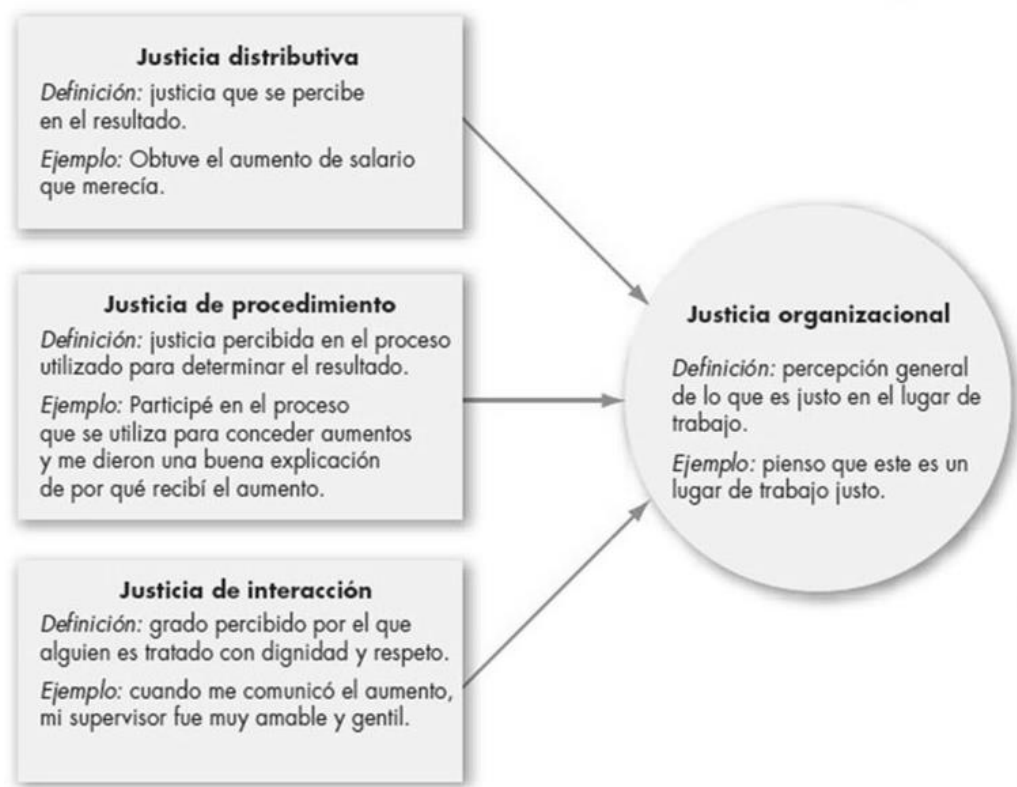 Justicia distributiva
Definición: justicia que se percibe
en el resultado.
Ejemplo: Obtuve el aumento de salario
que merecía.
Justicia de procedimiento
Definición: justicia percibida en el proceso
utilizado para determinar el resultado.
Ejemplo: Participé en el proceso
que se utiliza para conceder aumentos
y me dieron una buena explicación
de por qué recibí el aumento.
Justicia de interacción
Definición: grado percibido por el que
alguien es tratado con dignidad y respeto.
Ejemplo: cuando me comunicó el aumento,
mi supervisor fue muy amable y gentil.
Justicia organizacional
Definición: percepción general
de lo que es justo en el lugar de
trabajo.
Ejemplo: pienso que este es un
lugar de trabajo justo.